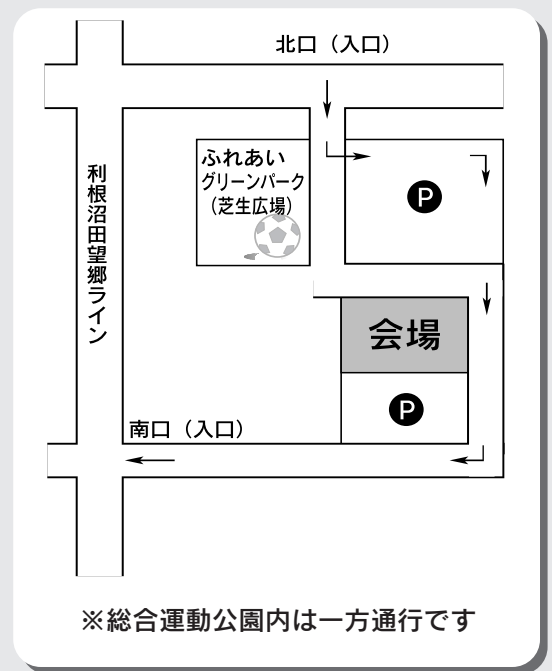 北口（入口）
ふれあい
グリーンパーク
（芝生広場）
利根沼田望郷ライン
P
会場
P
南口（入口）
※総合運動公園内は一方通行です